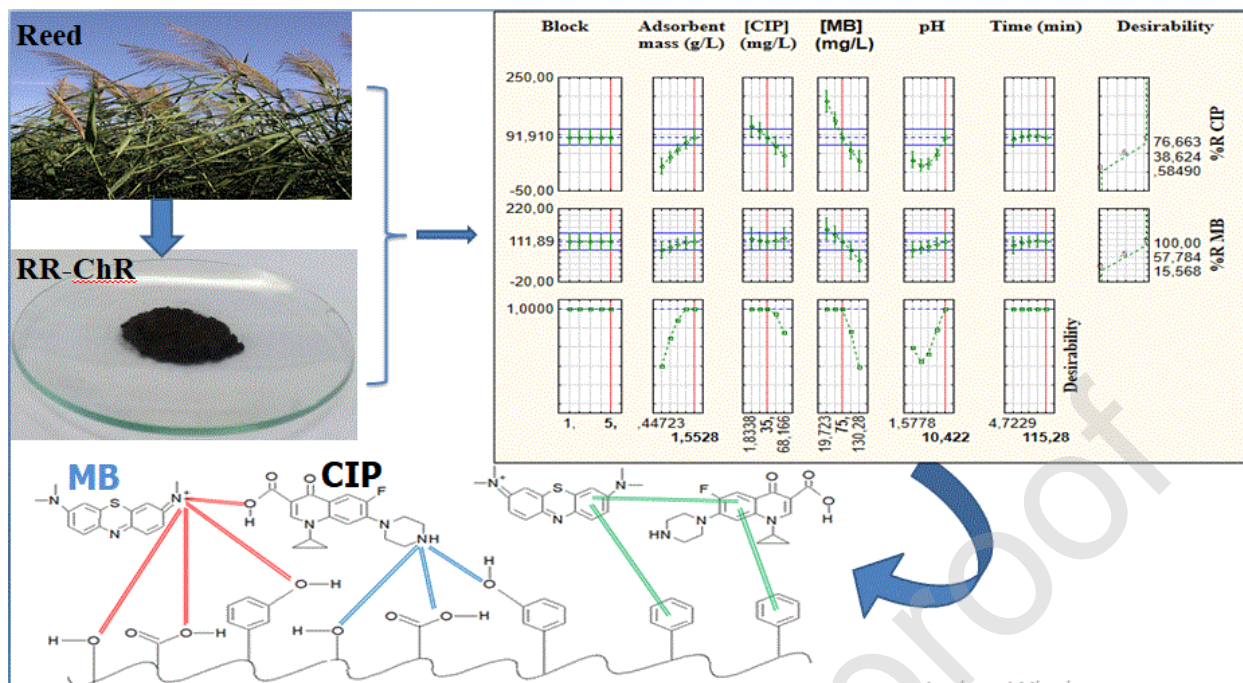 Reed
RR-ChR
Block
Adsorbent mass (g/L)
[CIP] (mg/L)
[MB] (mg/L)
pH
Time (min)
Desirability
250,00
91,910
-50,00
76,663
38,624
,58490
%R CIP
220,00
111,89
-20,00
100,00
57,784
15,568
%R MB
1,0000
Desirability
1,
5,
,44723
1,5528
1,8338
35,
68,166
19,723
75,
130,28
1,5778
10,422
4,7229
115,28
MB
CIP
N
S
N+
N
O
O
H
O
F
N
N
NH
H
O
O
O
H
O
H
H
O
O
O
H
H
O
N
S
N+
N
F
O
O
O
H
N
N
HN
proof